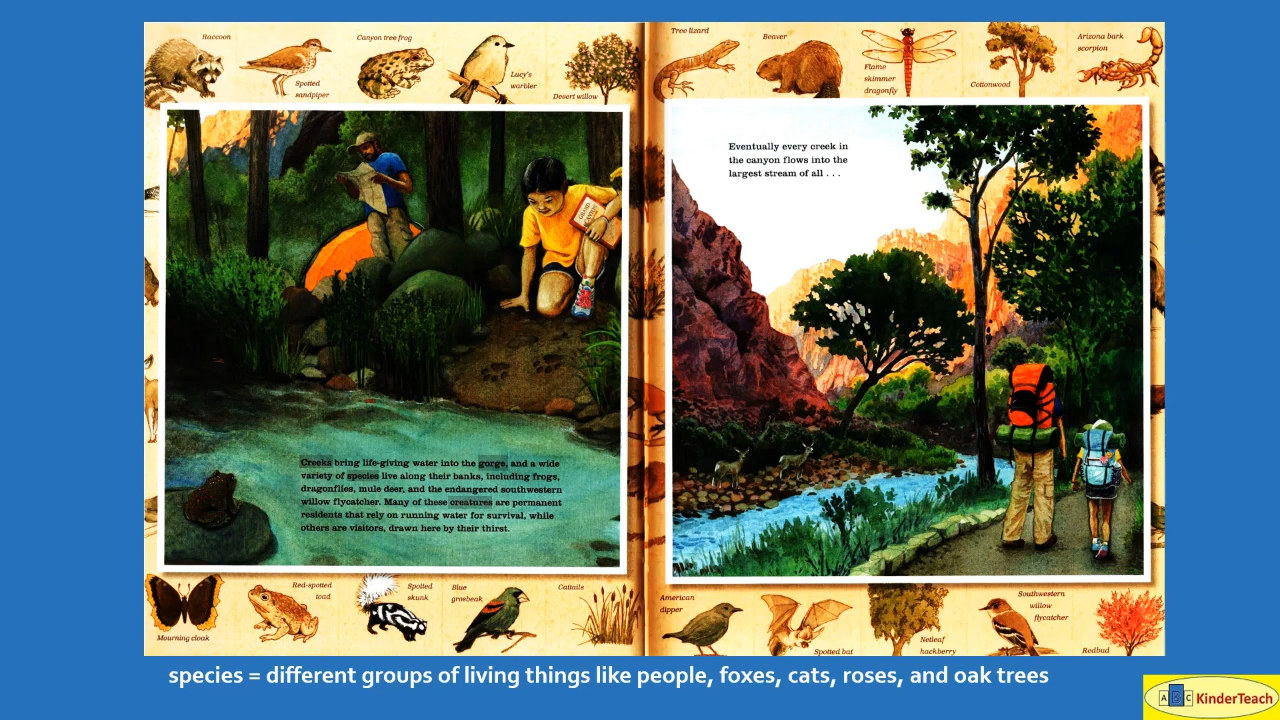 Raccoon
Spotted
sandpiper
Canyon tree frog
Lucy's
warbler
Desert willow
Tree lizard
Beaver
Flame
skimmer
dragonfly
Cottonwood
Arizona bark
scorpion
GRAND
CANYON
Creeks bring life-giving water into the gorge, and a wide
variety of species live along their banks, including frogs,
dragonflies, mule deer, and the endangered southwestern
willow flycatcher. Many of these creatures are permanent
residents that rely on running water for survival, while
others are visitors, drawn here by their thirst.
Eventually every creek in
the canyon flows into the
largest stream of all . . .
Mourning cloak
Red-spotted
toad
Spotted
skunk
Blue
grosbeak
Cattails
American
dipper
Spotted bat
Netleaf
hackberry
Southwestern
willow
flycatcher
Redbud
species = different groups of living things like people, foxes, cats, roses, and oak trees
A B C KinderTeach